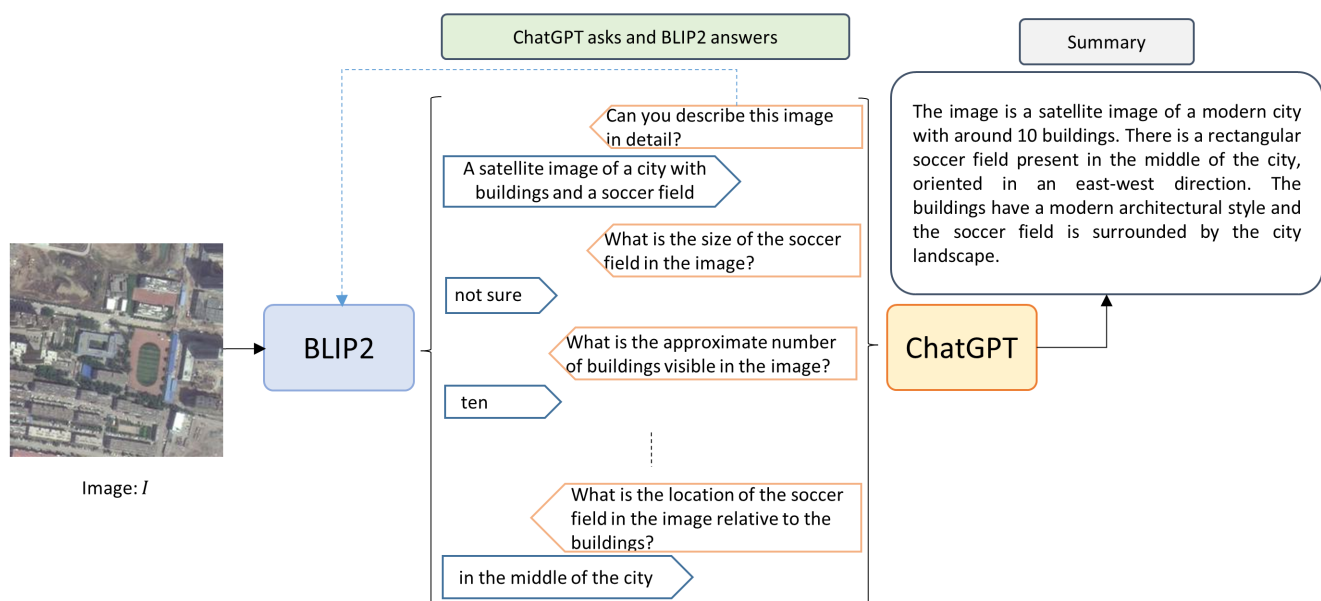 ChatGPT asks and BLIP2 answers
Summary
Can you describe this image
in detail?
A satellite image of a city with
buildings and a soccer field
What is the size of the soccer
field in the image?
not sure
What is the approximate number
of buildings visible in the image?
ten
What is the location of the soccer
field in the image relative to the
buildings?
in the middle of the city
Image: I
BLIP2
ChatGPT
The image is a satellite image of a modern city
with around 10 buildings. There is a rectangular
soccer field present in the middle of the city,
oriented in an east-west direction. The
buildings have a modern architectural style and
the soccer field is surrounded by the city
landscape.